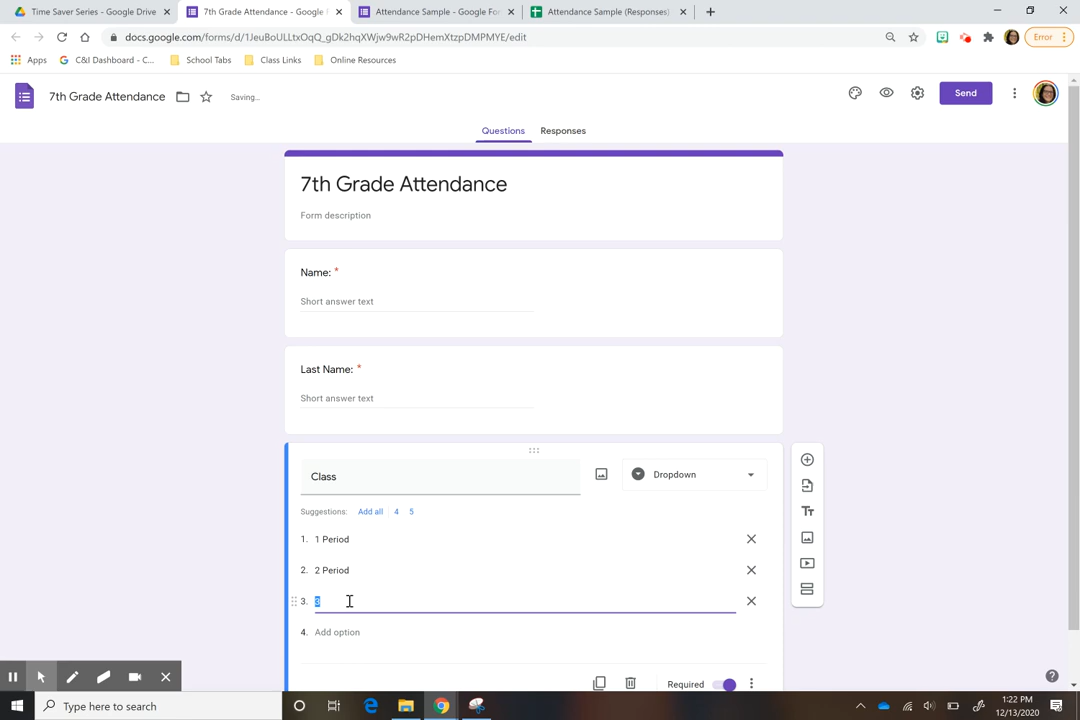 Time Saver Series - Google Drive
7th Grade Attendance - Google F
Attendance Sample - Google For
Attendance Sample (Responses)
docs.google.com/forms/d/1JeuBoULLtxOqQ_gDk2hqXWjw9wR2pDHemXtzpDMPMYE/edit
Error
Apps
C&I Dashboard - C...
School Tabs
Class Links
Online Resources
7th Grade Attendance
Saving...
Send
Questions
Responses
7th Grade Attendance
Form description
Name: *
Short answer text
Last Name: *
Short answer text
Class
Dropdown
Suggestions: Add all 4 5
1. 1 Period
2. 2 Period
3. 3
4. Add option
Required
Type here to search
1:22 PM
12/13/2020